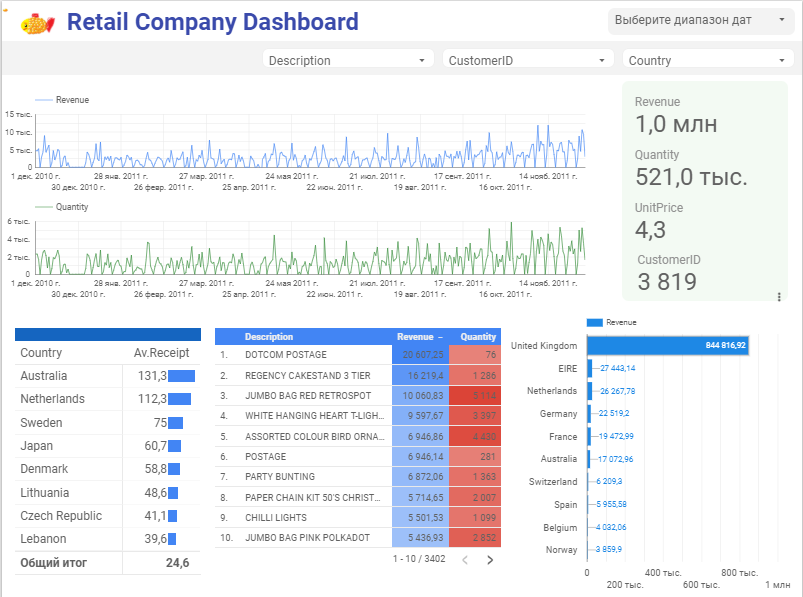 Retail Company Dashboard
Выберите диапазон дат
Description
CustomerID
Country
Revenue
15 тыс.
10 тыс.
5 тыс.
0
1 дек. 2010 г. 28 янв. 2011 г. 27 мар. 2011 г. 24 мая 2011 г. 21 июл. 2011 г. 17 сент. 2011 г. 14 нояб. 2011 г.
30 дек. 2010 г. 26 февр. 2011 г. 25 апр. 2011 г. 22 июн. 2011 г. 19 авг. 2011 г. 16 окт. 2011 г.
Quantity
6 тыс.
4 тыс.
2 тыс.
0
1 дек. 2010 г. 28 янв. 2011 г. 27 мар. 2011 г. 24 мая 2011 г. 21 июл. 2011 г. 17 сент. 2011 г. 14 нояб. 2011 г.
30 дек. 2010 г. 26 февр. 2011 г. 25 апр. 2011 г. 22 июн. 2011 г. 19 авг. 2011 г. 16 окт. 2011 г.
Revenue
1,0 млн
Quantity
521,0 тыс.
UnitPrice
4,3
CustomerID
3 819
Country Av.Receipt
Australia 131,3
Netherlands 112,3
Sweden 75
Japan 60,7
Denmark 58,8
Lithuania 48,6
Czech Republic 41,1
Lebanon 39,6
Общий итог 24,6
Description Revenue Quantity
1. DOTCOM POSTAGE 20 607,25 76
2. REGENCY CAKESTAND 3 TIER 16 219,4 1 286
3. JUMBO BAG RED RETROSPOT 10 060,83 5 114
4. WHITE HANGING HEART T-LIGH... 9 597,67 3 397
5. ASSORTED COLOUR BIRD ORNA... 6 946,86 4 438
6. POSTAGE 6 946,14 281
7. PARTY BUNTING 6 872,06 1 363
8. PAPER CHAIN KIT 50'S CHRIST... 5 714,65 2 007
9. CHILLI LIGHTS 5 501,53 1 099
10. JUMBO BAG PINK POLKADOT 5 436,93 2 852
1 - 10 / 3402
Revenue
United Kingdom 844 816,92
EIRE 27 443,14
Netherlands 26 267,78
Germany 22 519,2
France 19 472,99
Australia 17 072,96
Switzerland 6 209,3
Spain 5 955,58
Belgium 4 032,06
Norway 3 859,9
0 400 тыс. 800 тыс.
200 тыс. 600 тыс. 1 млн